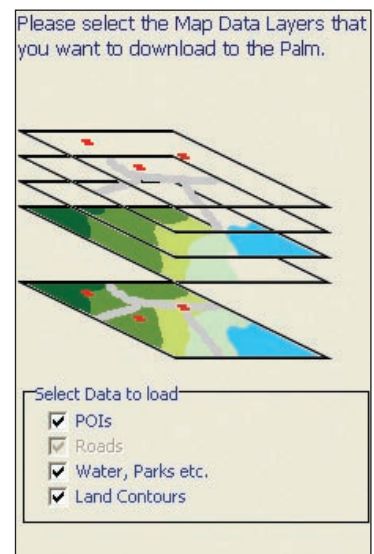 Please select the Map Data Layers that
you want to download to the Palm.
Select Data to load
POIs
Roads
Water, Parks etc.
Land Contours